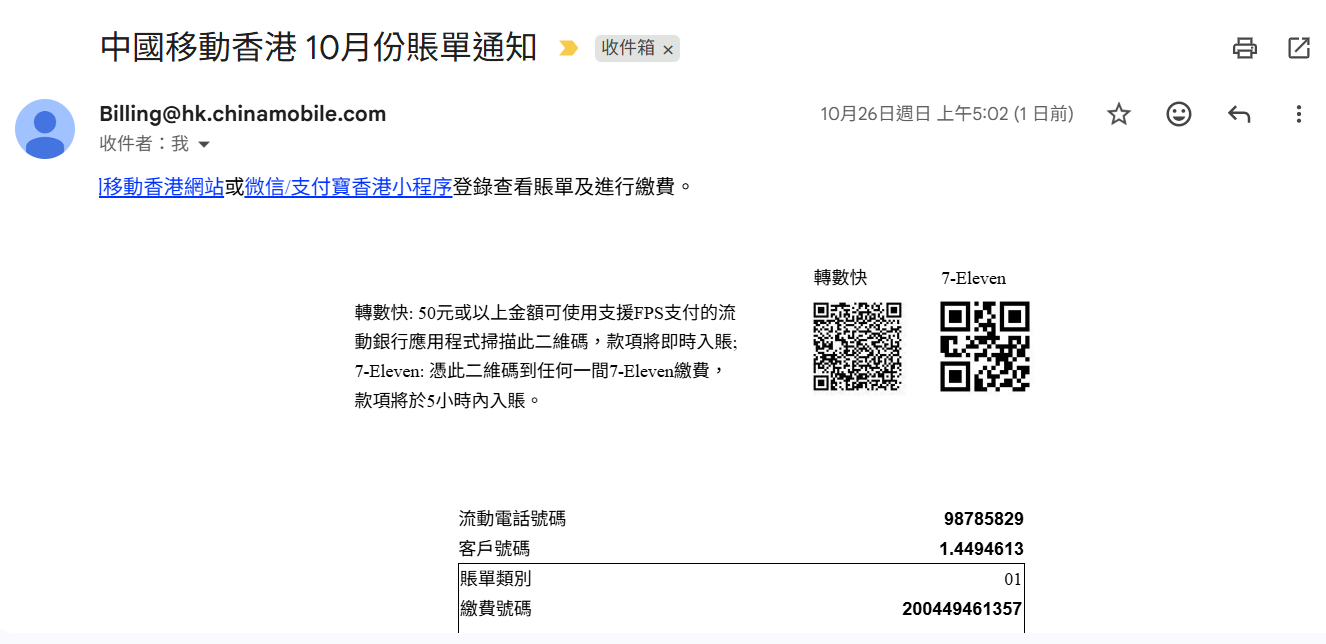 中國移動香港 10月份賬單通知
收件箱 ×
Billing@hk.chinamobile.com
10月26日週日 上午5:02 (1 日前)
收件者：我
移動香港網站或微信/支付寶香港小程序登錄查看賬單及進行繳費。
轉數快
7-Eleven
轉數快: 50元或以上金額可使用支援FPS支付的流
動銀行應用程式掃描此二維碼，款項將即時入賬;
7-Eleven: 憑此二維碼到任何一間7-Eleven繳費，
款項將於5小時內入賬。
流動電話號碼 98785829
客戶號碼 1.4494613
賬單類別 01
繳費號碼 200449461357